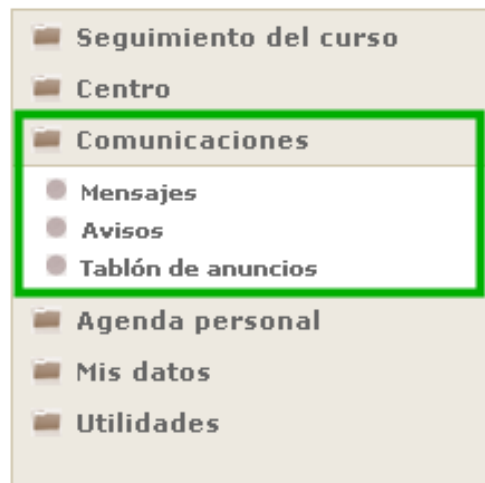 Seguimiento del curso
Centro
Comunicaciones
Mensajes
Avisos
Tablón de anuncios
Agenda personal
Mis datos
Utilidades